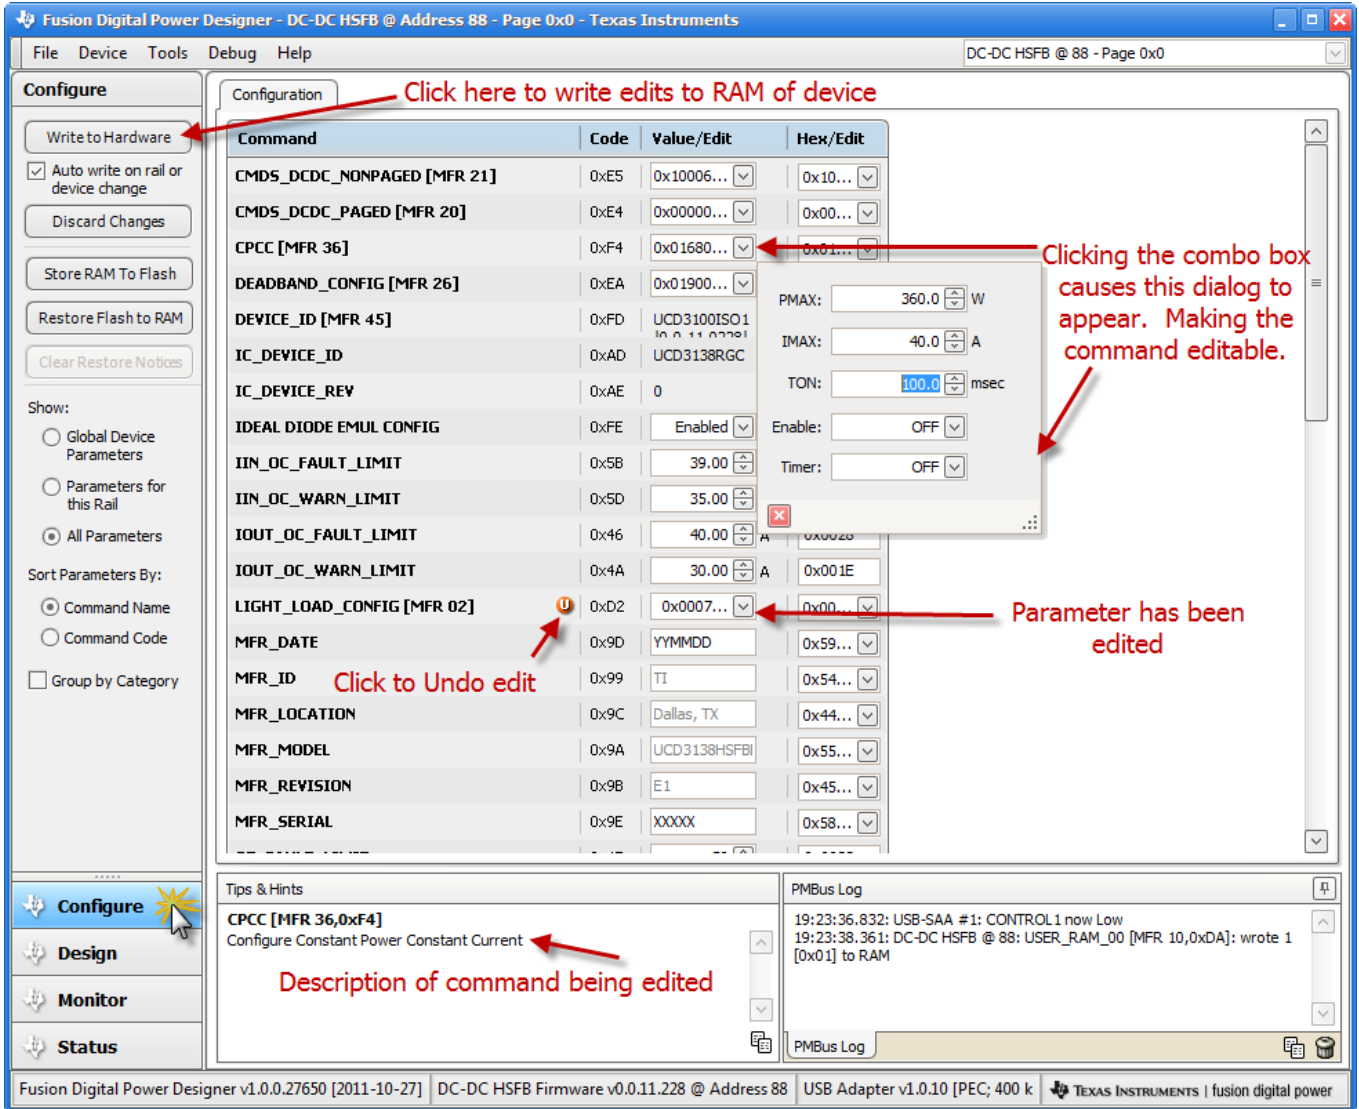 Fusion Digital Power Designer - DC-DC HSFB @ Address 88 - Page 0x0 - Texas Instruments
File Device Tools Debug Help
DC-DC HSFB @ 88 - Page 0x0
Configure
Write to Hardware
Auto write on rail or
device change
Discard Changes
Store RAM To Flash
Restore Flash to RAM
Clear Restore Notices
Show:
Global Device
Parameters
Parameters for
this Rail
All Parameters
Sort Parameters By:
Command Name
Command Code
Group by Category
Configure
Design
Monitor
Status
Configuration
Click here to write edits to RAM of device
Command Code Value/Edit Hex/Edit
CMDS_DCDC_NONPAGED [MFR 21] 0xE5 0x10006... 0x10...
CMDS_DCDC_PAGED [MFR 20] 0xE4 0x00000... 0x00...
CPCC [MFR 36] 0xF4 0x01680... 0x01...
DEADBAND_CONFIG [MFR 26] 0xEA 0x01900...
DEVICE_ID [MFR 45] 0xFD UCD3100ISO1
|0.0.11.0228|
IC_DEVICE_ID 0xAD UCD3138RGC
IC_DEVICE_REV 0xAE 0
IDEAL DIODE EMUL CONFIG 0xFE Enabled
IIN_OC_FAULT_LIMIT 0x5B 39.00
IIN_OC_WARN_LIMIT 0x5D 35.00
IOUT_OC_FAULT_LIMIT 0x46 40.00 A 0x0028
IOUT_OC_WARN_LIMIT 0x4A 30.00 A 0x001E
LIGHT_LOAD_CONFIG [MFR 02] U 0xD2 0x0007... 0x00...
MFR_DATE 0x9D YYMMDD 0x59...
MFR_ID 0x99 TI 0x54...
MFR_LOCATION 0x9C Dallas, TX 0x44...
MFR_MODEL 0x9A UCD3138HSFB 0x55...
MFR_REVISION 0x9B E1 0x45...
MFR_SERIAL 0x9E XXXXX 0x58...
PMAX: 360.0 W
IMAX: 40.0 A
TON: 100.0 msec
Enable: OFF
Timer: OFF
Clicking the combo box
causes this dialog to
appear. Making the
command editable.
Parameter has been
edited
Click to Undo edit
Tips & Hints
CPCC [MFR 36,0xF4]
Configure Constant Power Constant Current
Description of command being edited
PMBus Log
19:23:36.832: USB-SAA #1: CONTROL1 now Low
19:23:38.361: DC-DC HSFB @ 88: USER_RAM_00 [MFR 10,0xDA]: wrote 1
[0x01] to RAM
PMBus Log
Fusion Digital Power Designer v1.0.0.27650 [2011-10-27] DC-DC HSFB Firmware v0.0.11.228 @ Address 88 USB Adapter v1.0.10 [PEC; 400 k TEXAS INSTRUMENTS | fusion digital power